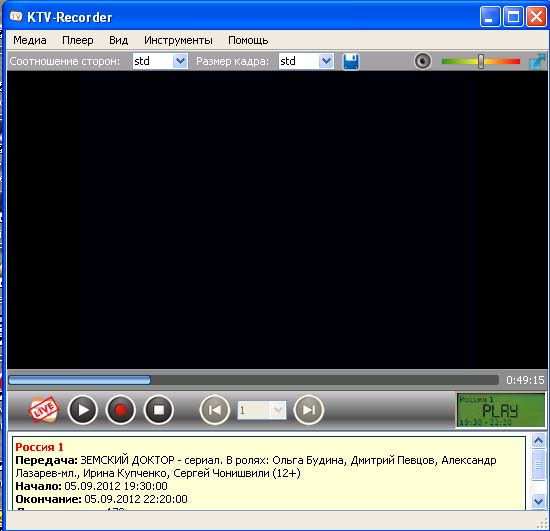 KTV-Recorder
Медиа Плеер Вид Инструменты Помощь
Соотношение сторон: std Размер кадра: std
0:49:15
LIVE 1
Россия 1
PLAY
19:30 - 22:20
Россия 1
Передача: ЗЕМСКИЙ ДОКТОР - сериал. В ролях: Ольга Будина, Дмитрий Певцов, Александр
Лазарев-мл., Ирина Купченко, Сергей Чонишвили (12+)
Начало: 05.09.2012 19:30:00
Окончание: 05.09.2012 22:20:00